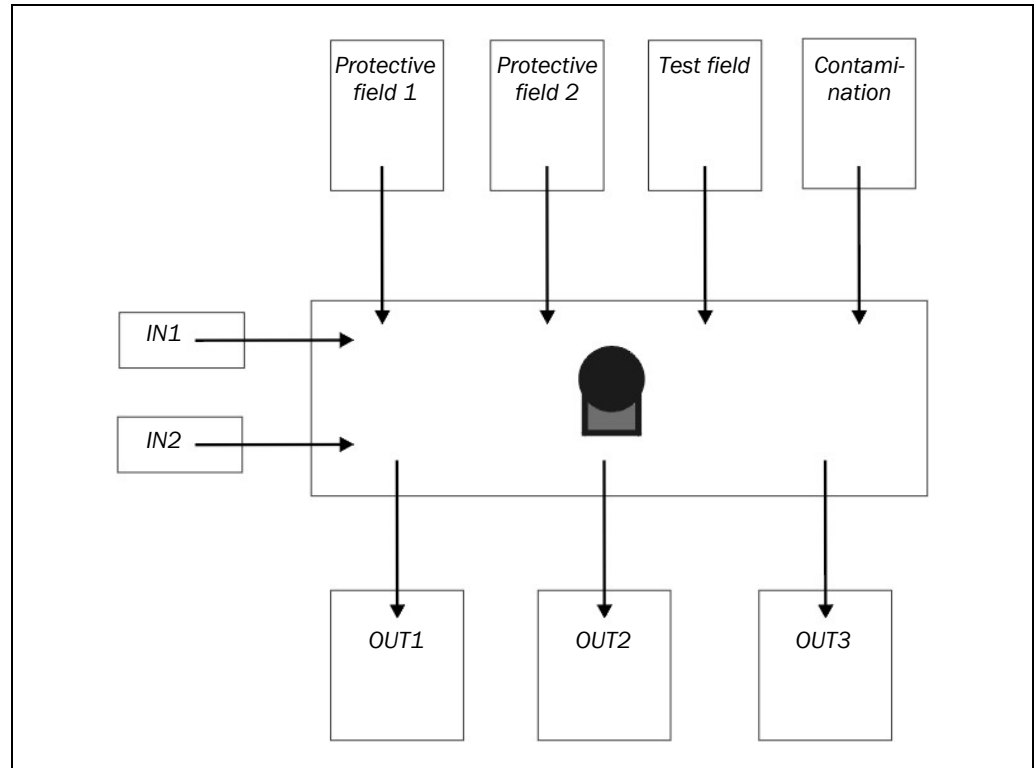 Protective
field 1
Protective
field 2
Test field
Contami-
nation
IN1
IN2
OUT1
OUT2
OUT3